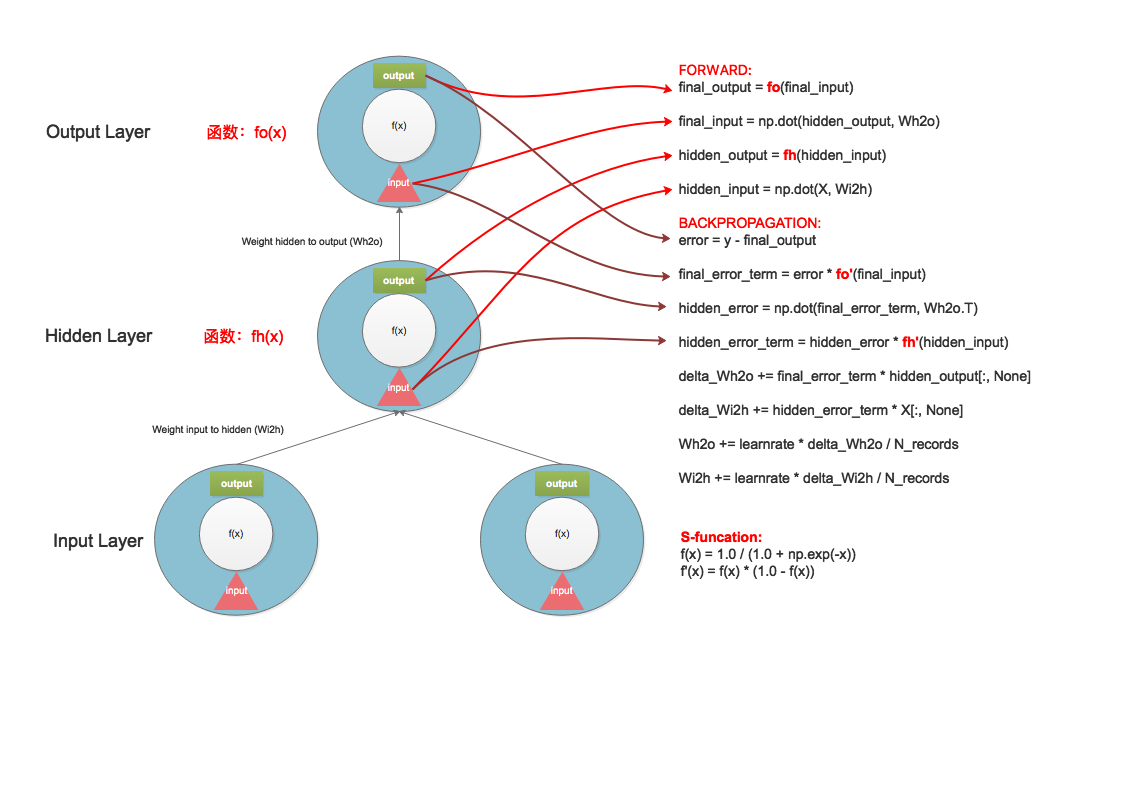 output
f(x)
input
Output Layer
函数：fo(x)
Weight hidden to output (Wh2o)
output
f(x)
input
Hidden Layer
函数：fh(x)
Weight input to hidden (Wi2h)
output
f(x)
input
output
f(x)
input
Input Layer
FORWARD:
final_output = fo(final_input)
final_input = np.dot(hidden_output, Wh2o)
hidden_output = fh(hidden_input)
hidden_input = np.dot(X, Wi2h)
BACKPROPAGATION:
error = y - final_output
final_error_term = error * fo'(final_input)
hidden_error = np.dot(final_error_term, Wh2o.T)
hidden_error_term = hidden_error * fh'(hidden_input)
delta_Wh2o += final_error_term * hidden_output[:, None]
delta_Wi2h += hidden_error_term * X[:, None]
Wh2o += learnrate * delta_Wh2o / N_records
Wi2h += learnrate * delta_Wi2h / N_records
S-funcation:
f(x) = 1.0 / (1.0 + np.exp(-x))
f'(x) = f(x) * (1.0 - f(x))